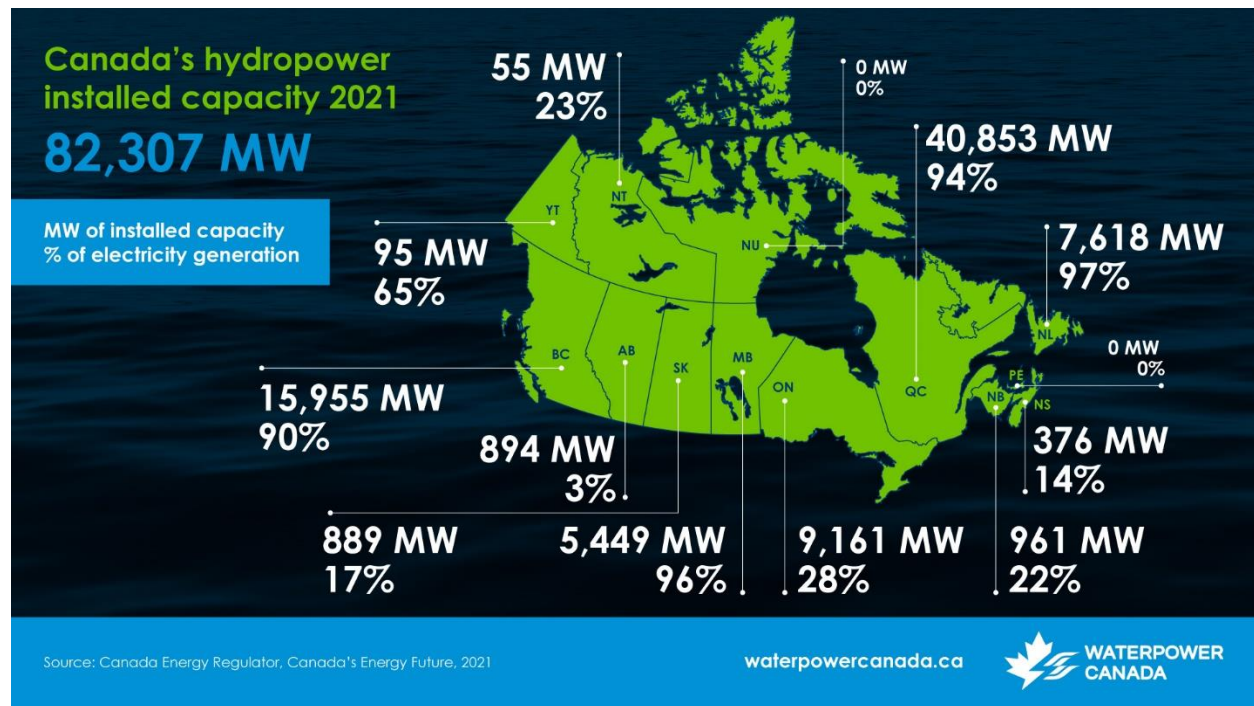 Canada's hydropower
installed capacity 2021
82,307 MW
MW of installed capacity
% of electricity generation
55 MW
23%
0 MW
0%
40,853 MW
94%
95 MW
65%
7,618 MW
97%
0 MW
0%
15,955 MW
90%
894 MW
3%
376 MW
14%
889 MW
17%
5,449 MW
96%
9,161 MW
28%
961 MW
22%
YT
NT
NU
BC
AB
SK
MB
ON
QC
NL
PE
NB
NS
Source: Canada Energy Regulator, Canada's Energy Future, 2021
waterpowercanada.ca
WATERPOWER
CANADA